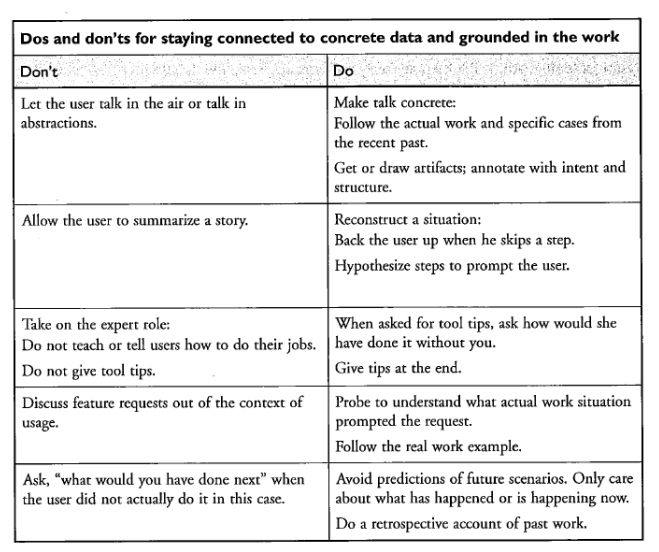 Dos and don'ts for staying connected to concrete data and grounded in the work
Don't
Do
Let the user talk in the air or talk in
abstractions.
Make talk concrete:
Follow the actual work and specific cases from
the recent past.
Get or draw artifacts; annotate with intent and
structure.
Allow the user to summarize a story.
Reconstruct a situation:
Back the user up when he skips a step.
Hypothesize steps to prompt the user.
Take on the expert role:
Do not teach or tell users how to do their jobs.
Do not give tool tips.
When asked for tool tips, ask how would she
have done it without you.
Give tips at the end.
Discuss feature requests out of the context of
usage.
Probe to understand what actual work situation
prompted the request.
Follow the real work example.
Ask, “what would you have done next” when
the user did not actually do it in this case.
Avoid predictions of future scenarios. Only care
about what has happened or is happening now.
Do a retrospective account of past work.